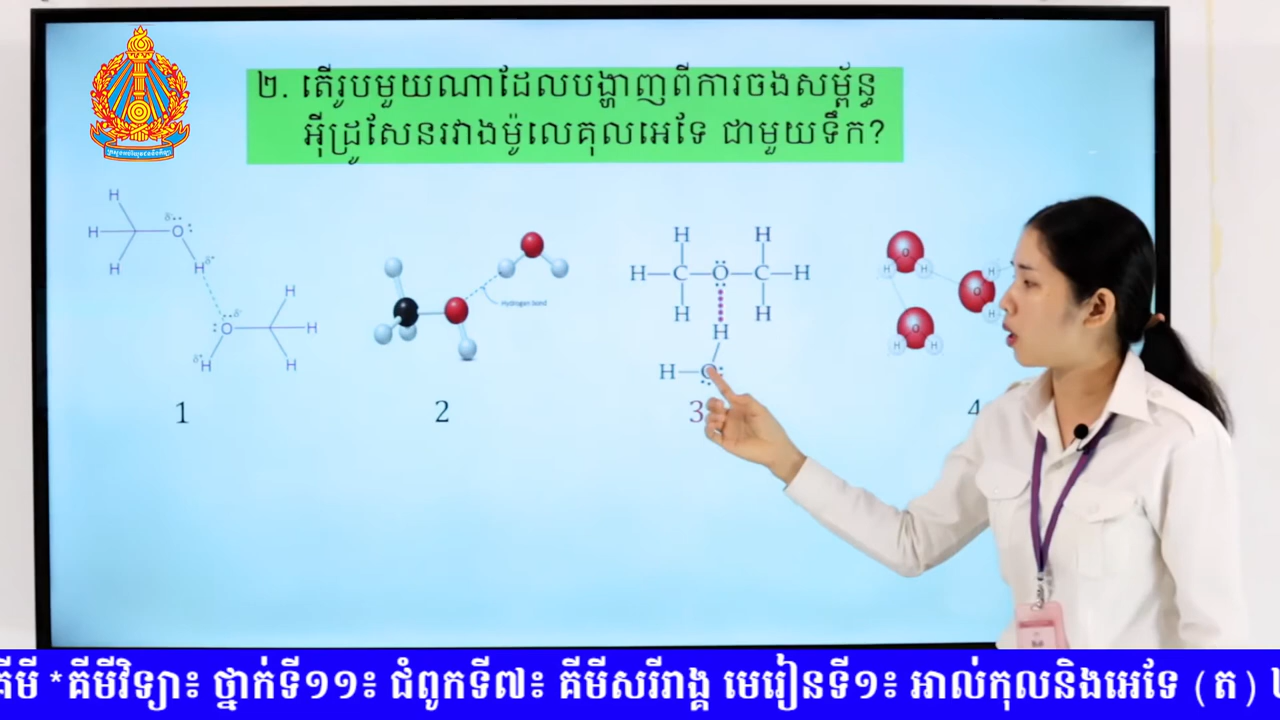 ២. តើរូបមួយណាដែលបង្ហាញពីការចងសម្ព័ន្ធ
អ៊ីដ្រូសែនរវាងម៉ូលេគុលអេទែ ជាមួយទឹក?
H
H
H
δ-
O
H
δ+
O
δ-
H
H
H
δ+
H
1
Hydrogen bond
2
H H
H—C—O—C—H
H H
H
H—O
3
O
H H
O
H
H
O
H H
4
គីមី *គីមីវិទ្យា៖ ថ្នាក់ទី១១៖ ជំពូកទី៧៖ គីមីសរីរាង្គ មេរៀនទី១៖ អាល់កុលនិងអេទែ (ត)